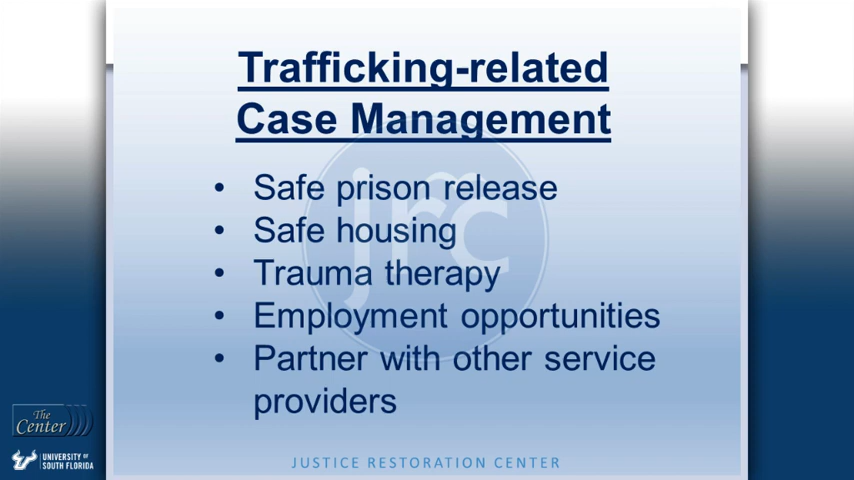 Trafficking-related
Case Management
• Safe prison release
• Safe housing
• Trauma therapy
• Employment opportunities
• Partner with other service
providers
jrc
The
Center
UNIVERSITY OF
SOUTH FLORIDA
JUSTICE RESTORATION CENTER